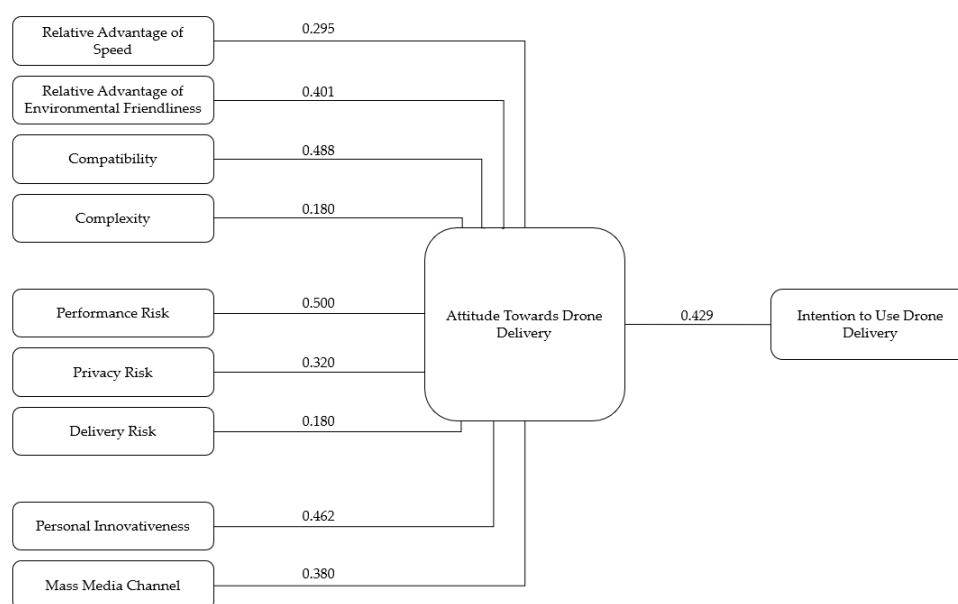 Relative Advantage of
Speed
0.295
Relative Advantage of
Environmental Friendliness
0.401
Compatibility
0.488
Complexity
0.180
Performance Risk
0.500
Attitude Towards Drone
Delivery
0.429
Intention to Use Drone
Delivery
Privacy Risk
0.320
Delivery Risk
0.180
Personal Innovativeness
0.462
Mass Media Channel
0.380